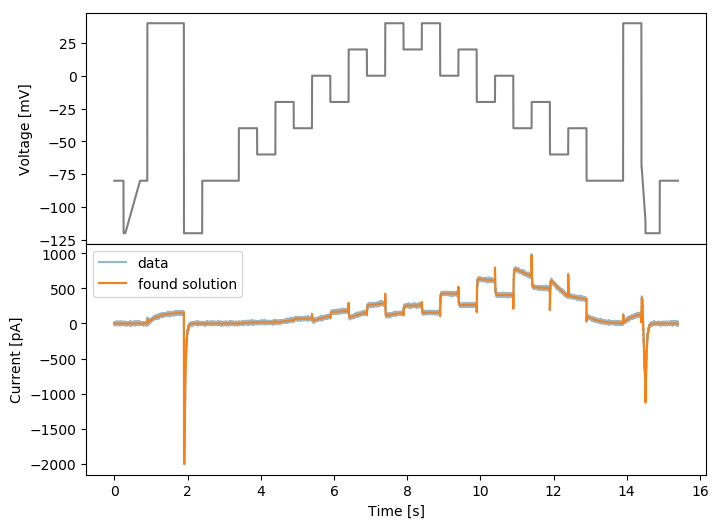 25
0
−25
−50
−75
−100
−125
Voltage [mV]
1000
500
0
−500
−1000
−1500
−2000
Current [pA]
data
found solution
0 2 4 6 8 10 12 14 16
Time [s]